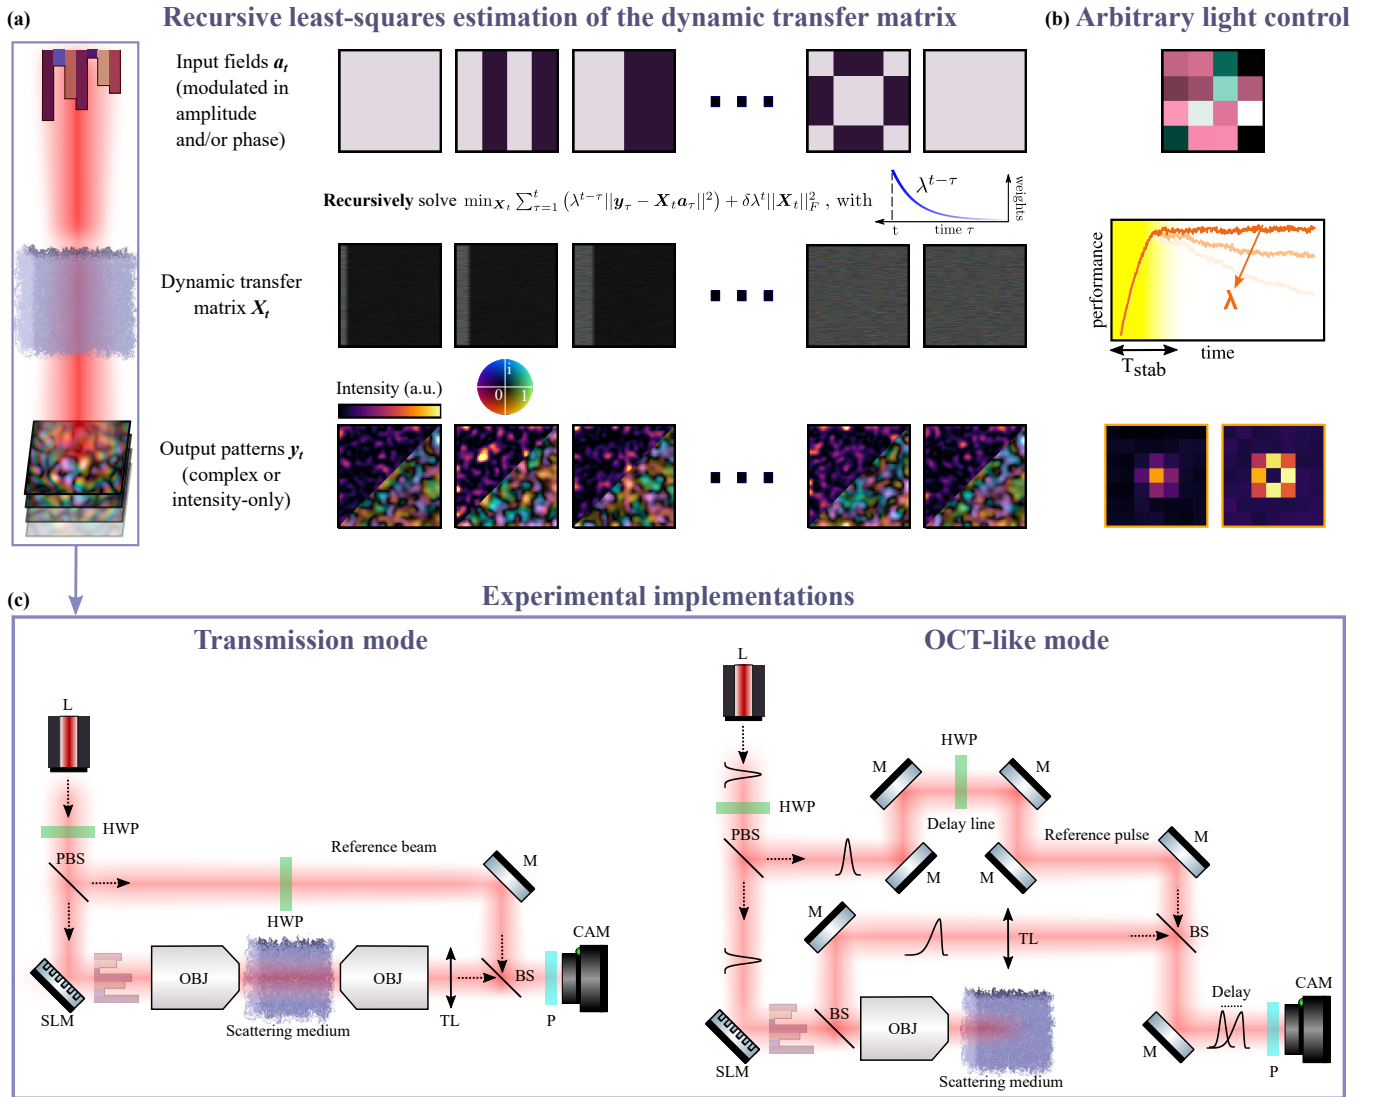 (a)
Recursive least-squares estimation of the dynamic transfer matrix
(b) Arbitrary light control
Input fields a_t
(modulated in
amplitude
and/or phase)
Recursively solve min_{X_t} ∑_{τ=1}^{t} (λ^{t−τ}||y_τ − X_t a_τ||^2) + δλ^t||X_t||_F^2 , with
λ^{t−τ}
weights
t
time τ
Dynamic transfer
matrix X_t
performance
λ
time
T_stab
Intensity (a.u.)
i
0
1
Output patterns y_t
(complex or
intensity-only)
(c)
Experimental implementations
Transmission mode
L
HWP
PBS
Reference beam
M
HWP
CAM
OBJ
OBJ
BS
SLM
Scattering medium
TL
P
OCT-like mode
L
HWP
M
M
HWP
PBS
Delay line
Reference pulse
M
M
M
M
TL
BS
BS
OBJ
Delay
CAM
SLM
M
P
Scattering medium